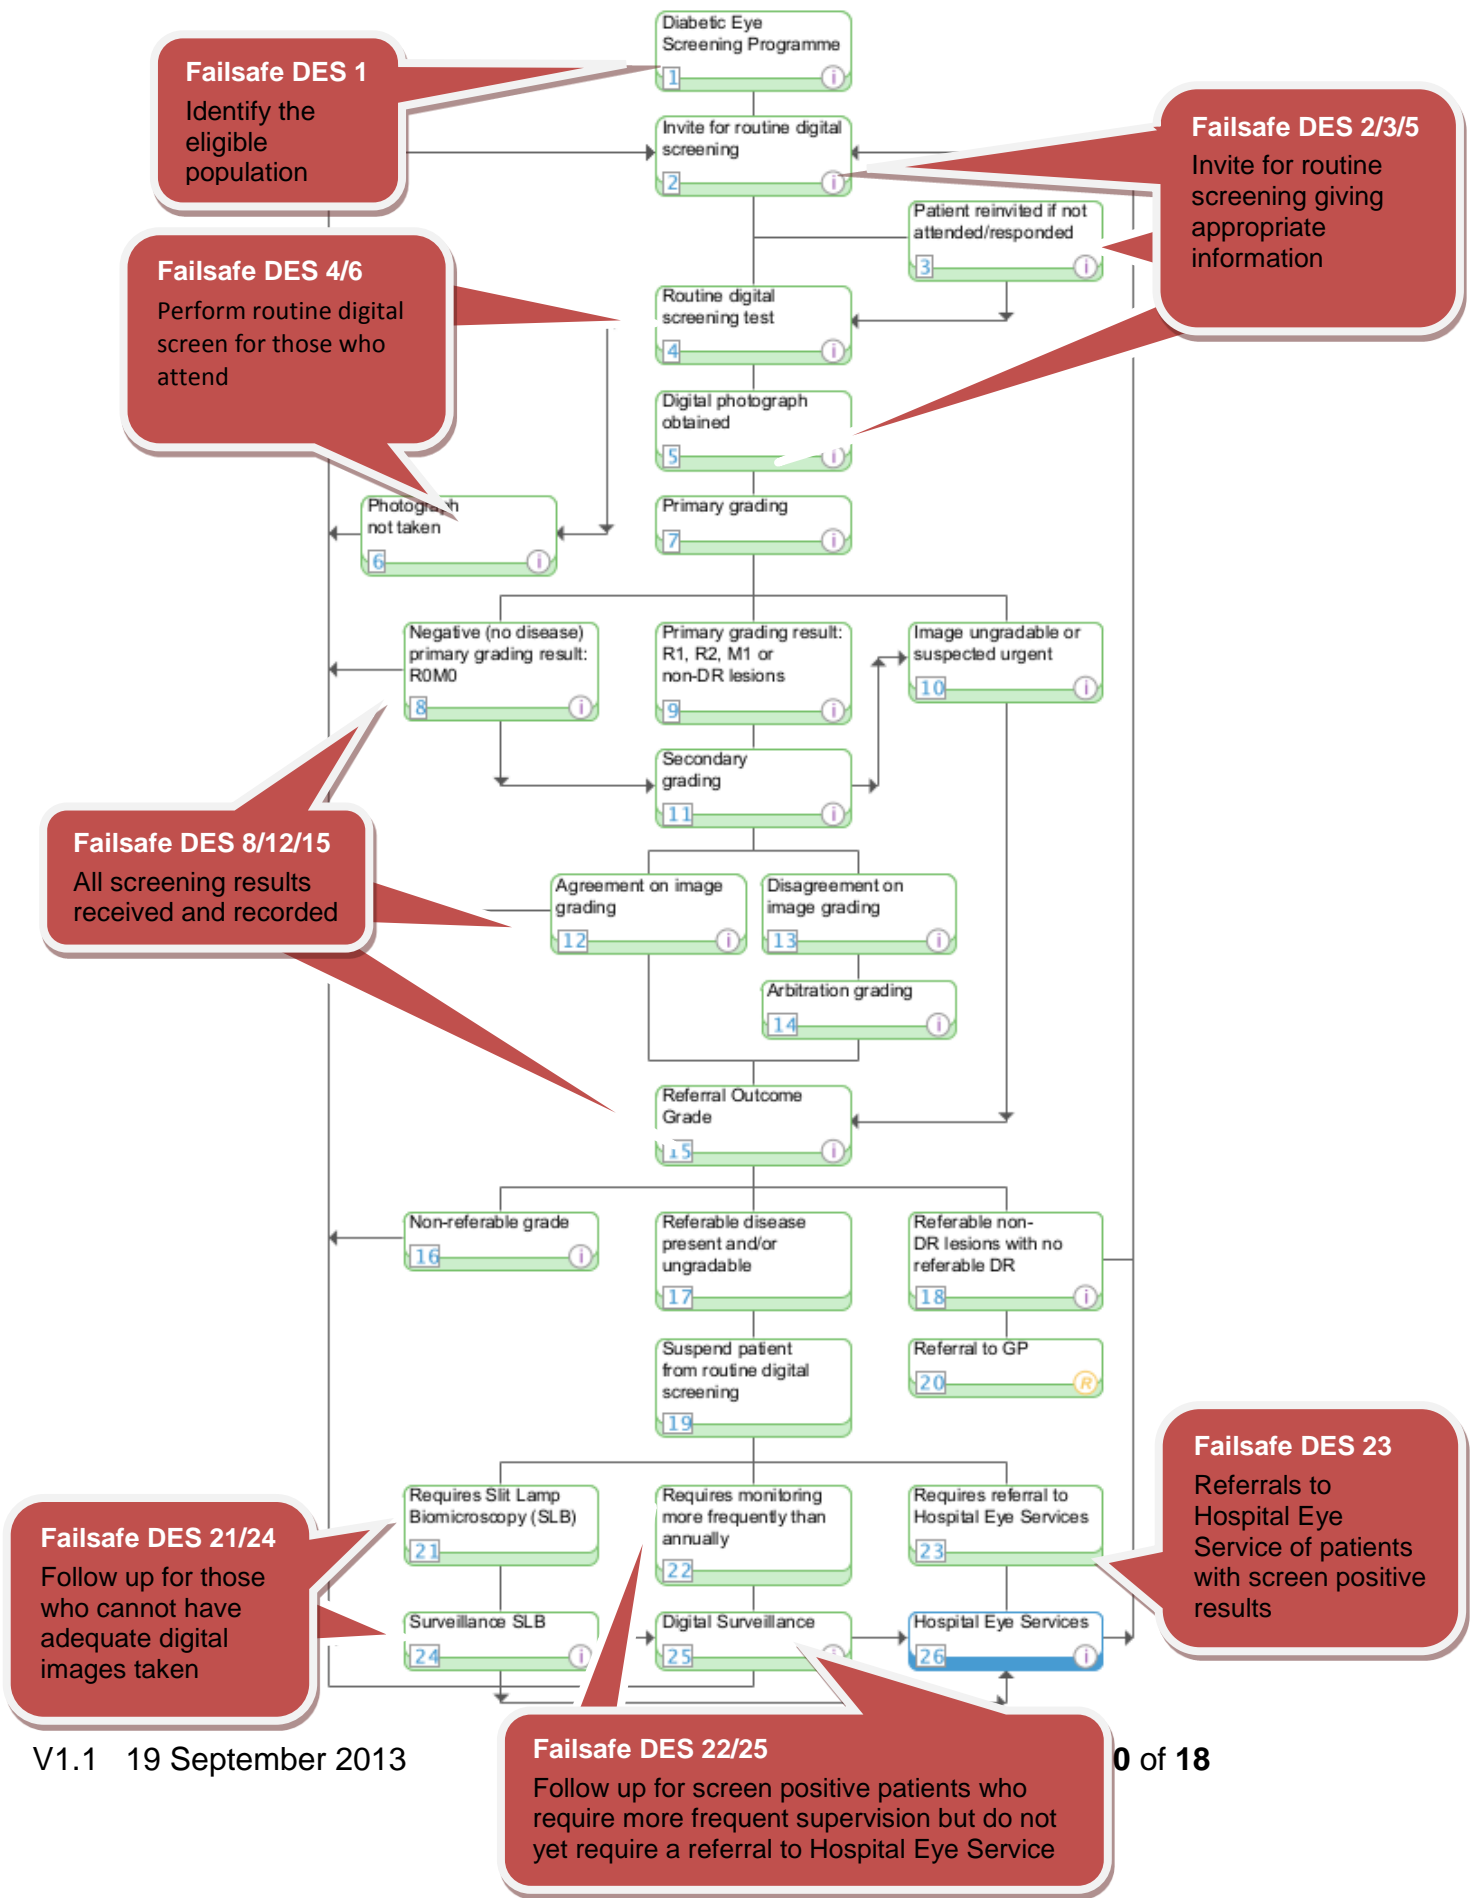 Diabetic Eye
Screening Programme
1
i
Failsafe DES 1
Identify the
eligible
population
Invite for routine digital
screening
2
i
Failsafe DES 2/3/5
Invite for routine
screening giving
appropriate
information
Patient reinvited if not
attended/responded
3
i
Failsafe DES 4/6
Perform routine digital
screen for those who
attend
Routine digital
screening test
4
i
Digital photograph
obtained
5
i
Photograph
not taken
6
i
Primary grading
7
i
Negative (no disease)
primary grading result:
R0M0
8
i
Primary grading result:
R1, R2, M1 or
non-DR lesions
9
i
Image ungradable or
suspected urgent
10
i
Secondary
grading
11
i
Failsafe DES 8/12/15
All screening results
received and recorded
Agreement on image
grading
12
i
Disagreement on
image grading
13
i
Arbitration grading
14
i
Referral Outcome
Grade
15
i
Non-referable grade
16
i
Referable disease
present and/or
ungradable
17
Referable non-
DR lesions with no
referable DR
18
i
Suspend patient
from routine digital
screening
19
Referral to GP
20
R
Failsafe DES 23
Referrals to
Hospital Eye
Service of patients
with screen positive
results
Requires Slit Lamp
Biomicroscopy (SLB)
21
Requires monitoring
more frequently than
annually
22
Requires referral to
Hospital Eye Services
23
Failsafe DES 21/24
Follow up for those
who cannot have
adequate digital
images taken
Surveillance SLB
24
i
Digital Surveillance
25
i
Hospital Eye Services
26
i
V1.1 19 September 2013
0 of 18
Failsafe DES 22/25
Follow up for screen positive patients who
require more frequent supervision but do not
yet require a referral to Hospital Eye Service